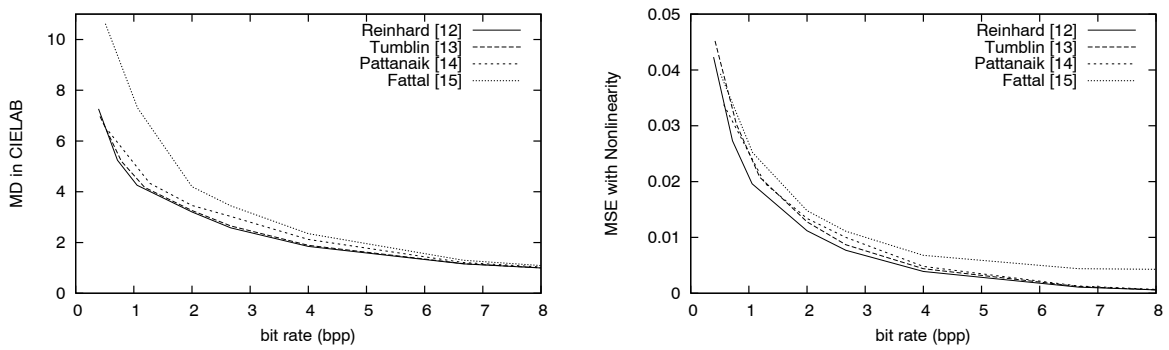 MD in CIELAB
10
8
6
4
2
0
0 1 2 3 4 5 6 7 8
bit rate (bpp)
Reinhard [12]
Tumblin [13]
Pattanaik [14]
Fattal [15]
MSE with Nonlinearity
0.05
0.04
0.03
0.02
0.01
0
0 1 2 3 4 5 6 7 8
bit rate (bpp)
Reinhard [12]
Tumblin [13]
Pattanaik [14]
Fattal [15]